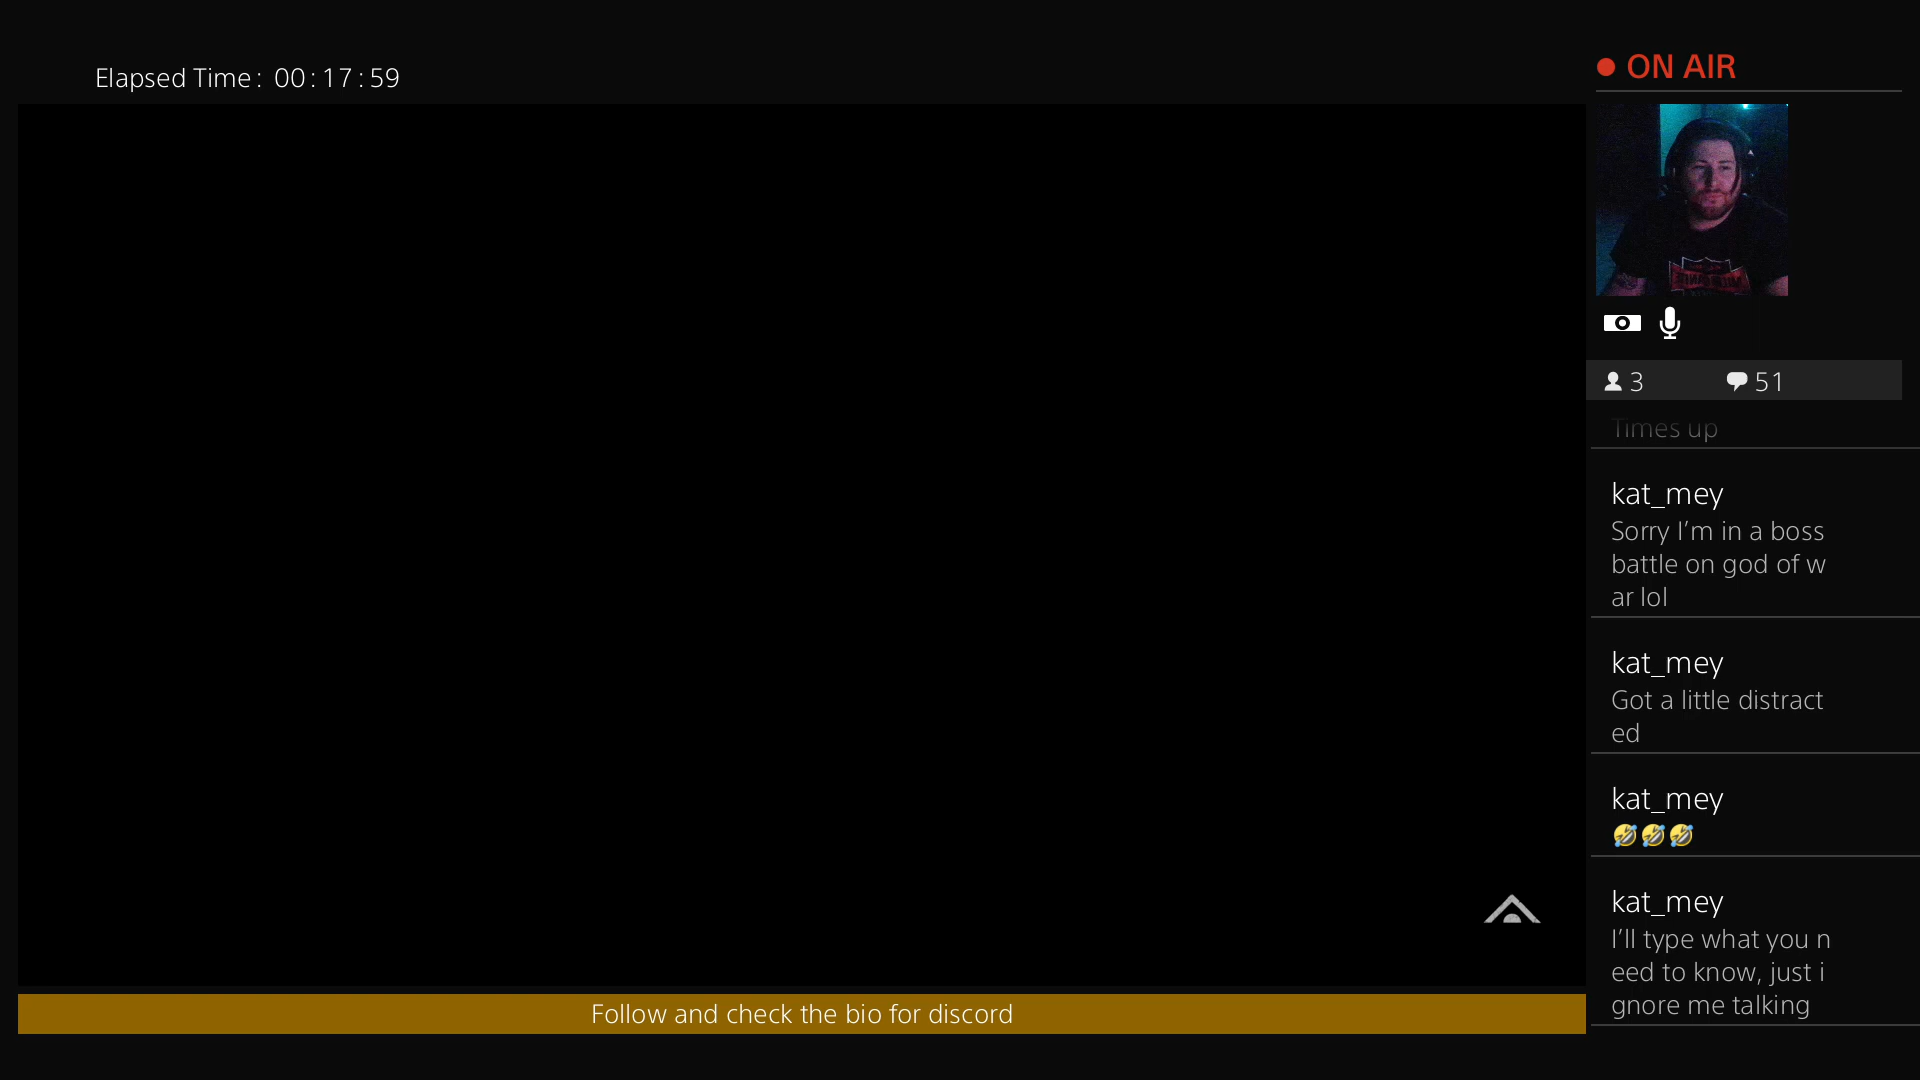 Elapsed Time: 00:17:59
ON AIR
3
51
Times up
kat_mey
Sorry I'm in a boss
battle on god of w
ar lol
kat_mey
Got a little distract
ed
kat_mey
🤣🤣🤣
kat_mey
I'll type what you n
eed to know, just i
gnore me talking
Follow and check the bio for discord